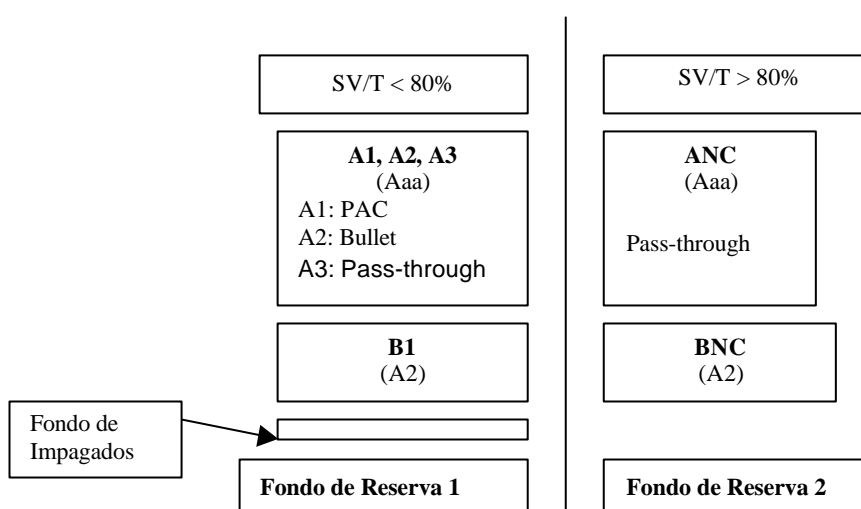 SV/T < 80%
A1, A2, A3
(Aaa)
A1: PAC
A2: Bullet
A3: Pass-through
B1
(A2)
Fondo de
Impagados
Fondo de Reserva 1
SV/T > 80%
ANC
(Aaa)
Pass-through
BNC
(A2)
Fondo de Reserva 2